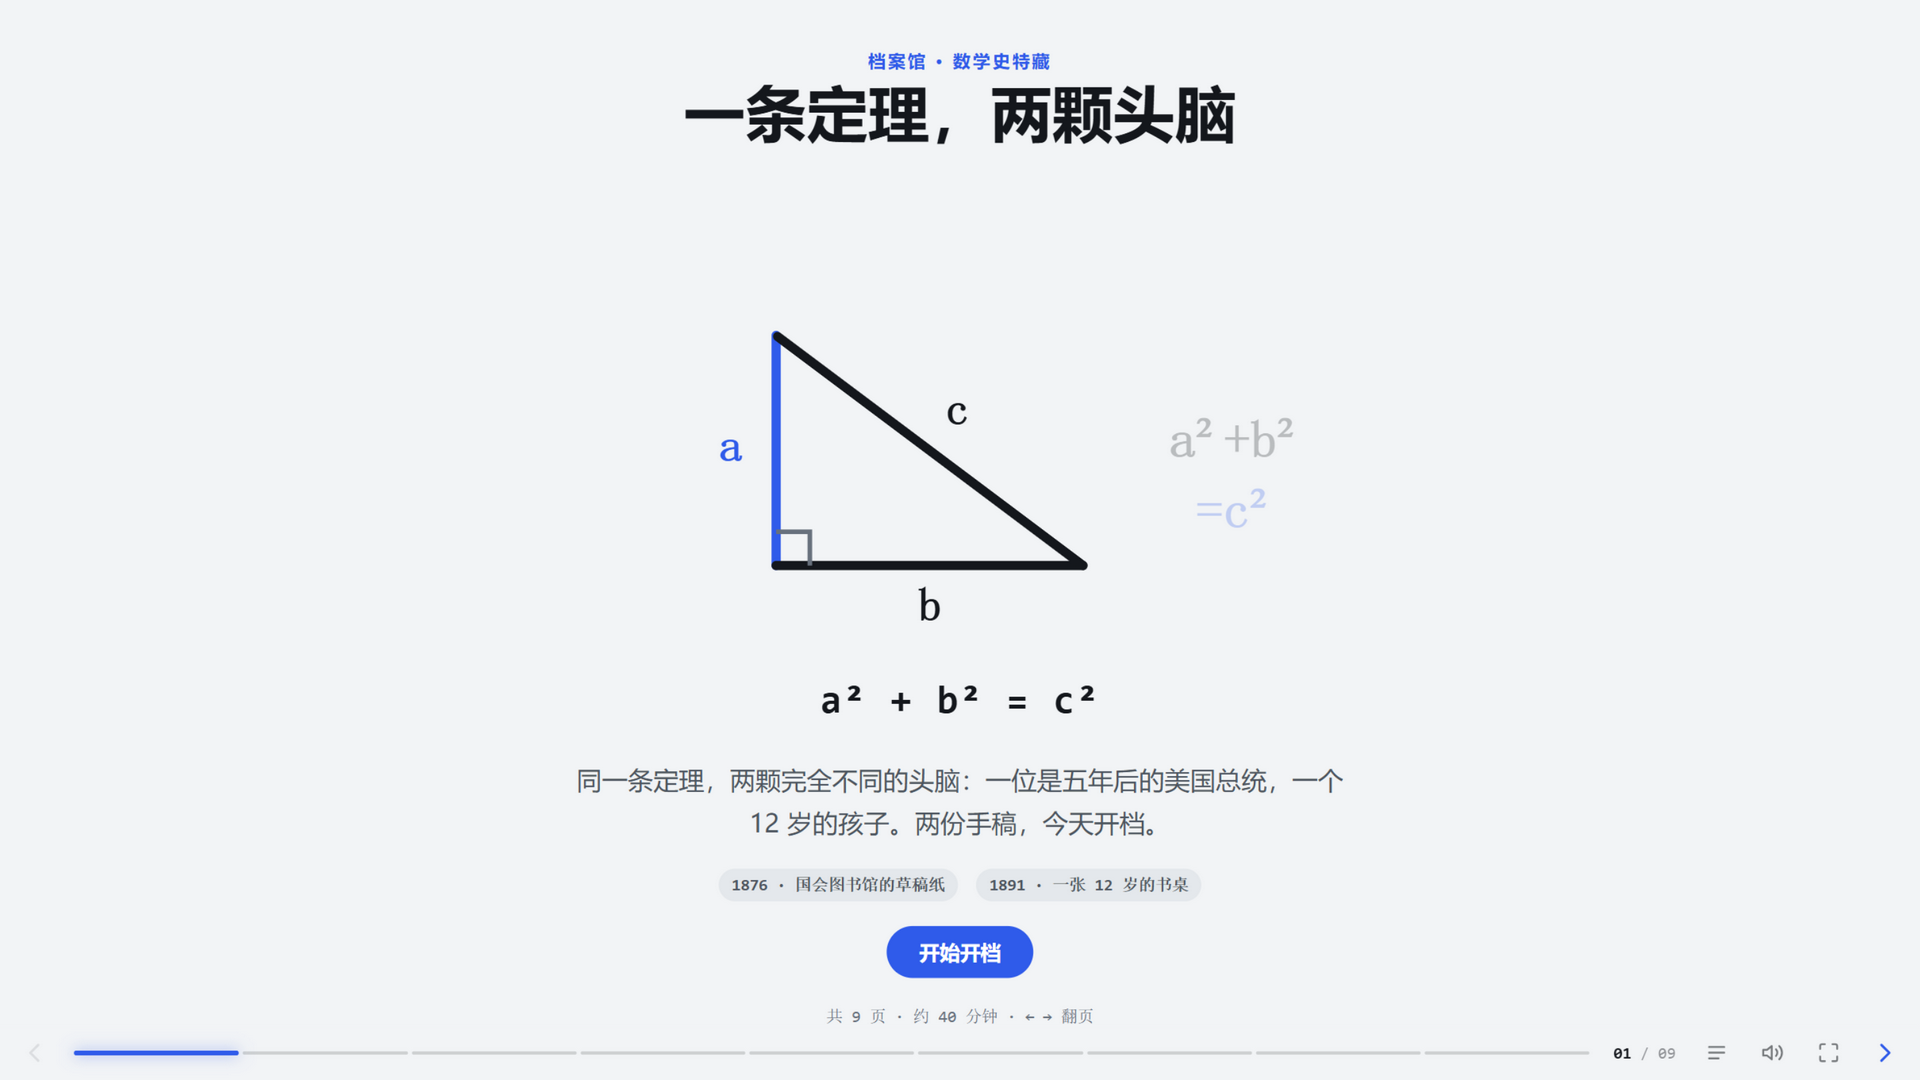 档案馆 • 数学史特藏
一条定理，两颗头脑
a
c
b
a² +b²
=c²
a² + b² = c²
同一条定理，两颗完全不同的头脑：一位是五年后的美国总统，一个
12 岁的孩子。两份手稿，今天开档。
1876 · 国会图书馆的草稿纸
1891 · 一张 12 岁的书桌
开始开档
共 9 页 · 约 40 分钟 · ← → 翻页
01 / 09